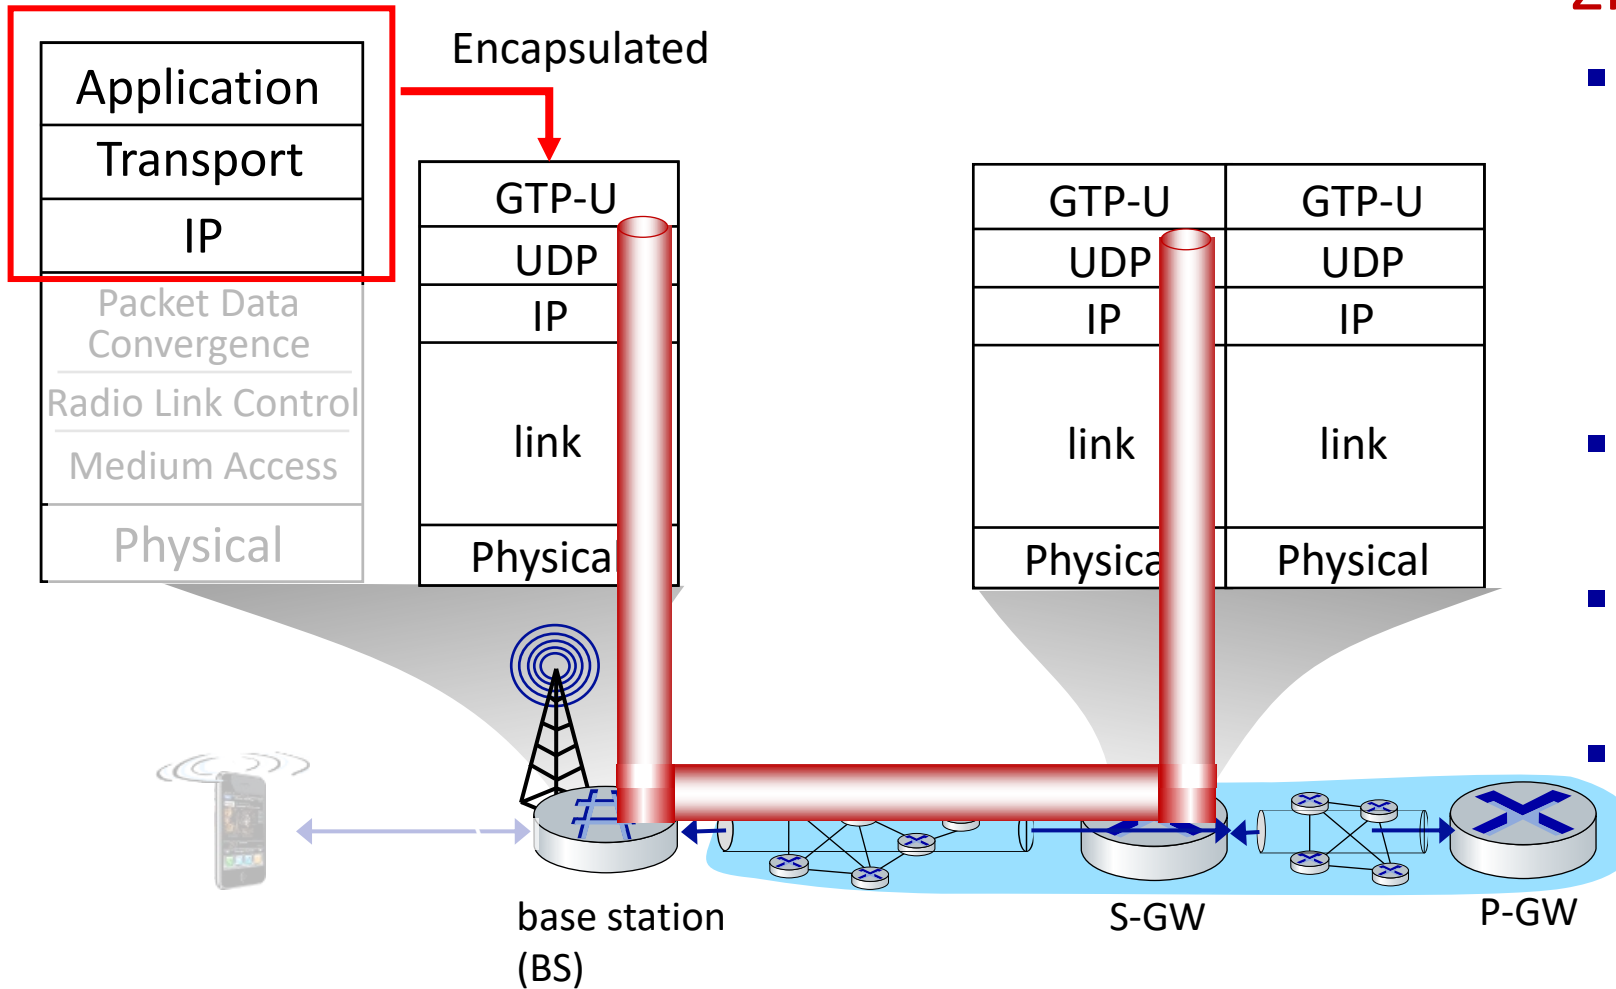 Encapsulated
Application
Transport
IP
Packet Data
Convergence
Radio Link Control
Medium Access
Physical
GTP-U
UDP
IP
link
Physical
GTP-U
UDP
IP
link
Physica
GTP-U
UDP
IP
link
Physical
base station
(BS)
S-GW
P-GW